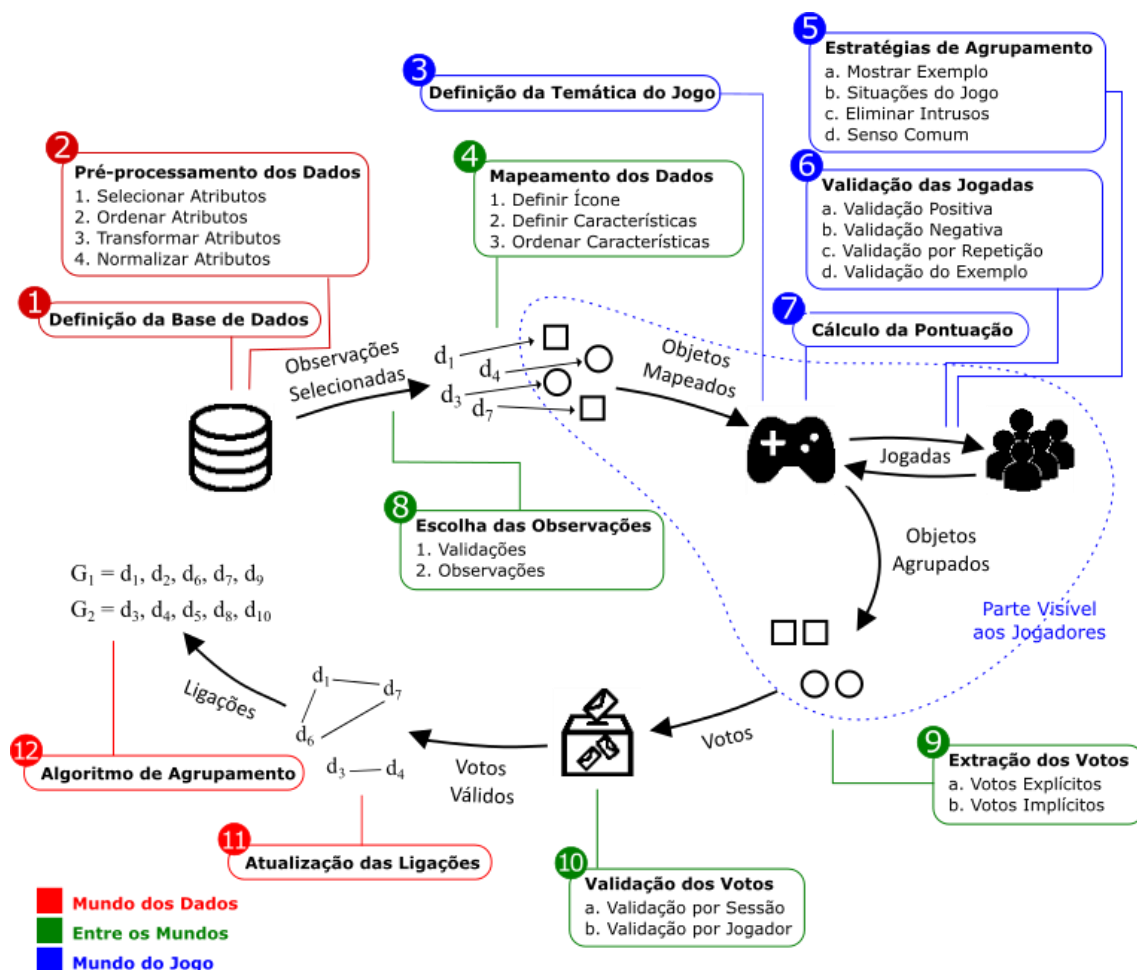 5
Estratégias de Agrupamento
a. Mostrar Exemplo
b. Situações do Jogo
c. Eliminar Intrusos
d. Senso Comum
3
Definição da Temática do Jogo
2
Pré-processamento dos Dados
1. Selecionar Atributos
2. Ordenar Atributos
3. Transformar Atributos
4. Normalizar Atributos
4
Mapeamento dos Dados
1. Definir Ícone
2. Definir Características
3. Ordenar Características
6
Validação das Jogadas
a. Validação Positiva
b. Validação Negativa
c. Validação por Repetição
d. Validação do Exemplo
1
Definição da Base de Dados
7
Cálculo da Pontuação
Observações
Selecionadas
d1
d4
d3
d7
Objetos
Mapeados
Jogadas
8
Escolha das Observações
1. Validações
2. Observações
Objetos
Agrupados
Parte Visível
aos Jogadores
G1 = d1, d2, d6, d7, d9
G2 = d3, d4, d5, d8, d10
Ligações
d1
d7
d6
d3
d4
Votos
Válidos
Votos
12
Algoritmo de Agrupamento
9
Extração dos Votos
a. Votos Explícitos
b. Votos Implícitos
11
Atualização das Ligações
10
Validação dos Votos
a. Validação por Sessão
b. Validação por Jogador
Mundo dos Dados
Entre os Mundos
Mundo do Jogo